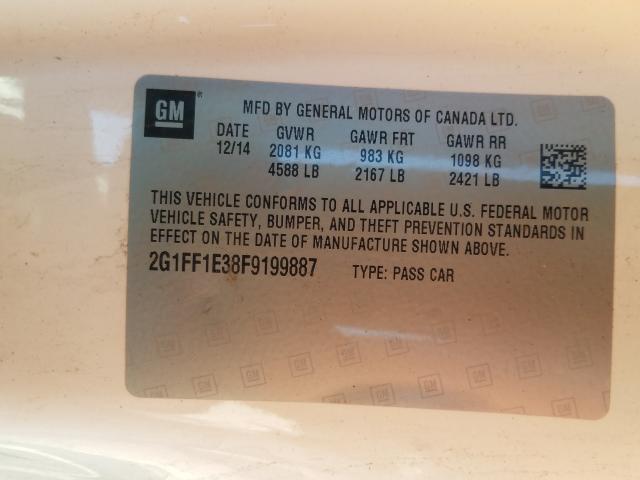 GM ® MFD BY GENERAL MOTORS OF CANADA LTD.
DATE GVWR GAWR FRT GAWR RR
12/14 2081 KG 983 KG 1098 KG
4588 LB 2167 LB 2421 LB
THIS VEHICLE CONFORMS TO ALL APPLICABLE U.S. FEDERAL MOTOR
VEHICLE SAFETY, BUMPER, AND THEFT PREVENTION STANDARDS IN
EFFECT ON THE DATE OF MANUFACTURE SHOWN ABOVE.
2G1FF1E38F9199887 TYPE: PASS CAR